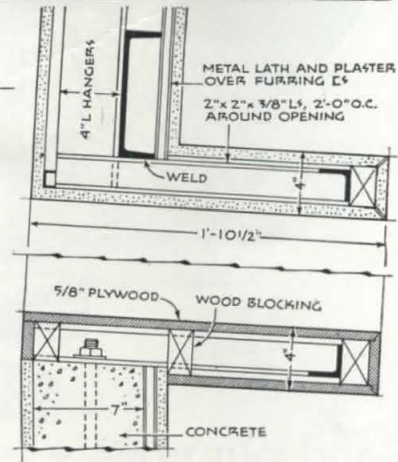 4" L HANGERS
METAL LATH AND PLASTER
OVER FURRING [s
2" x 2" x 3/8" Ls, 2'-0" O.C.
AROUND OPENING
WELD
4"
1'-10 1/2"
5/8" PLYWOOD
WOOD BLOCKING
4"
7"
CONCRETE